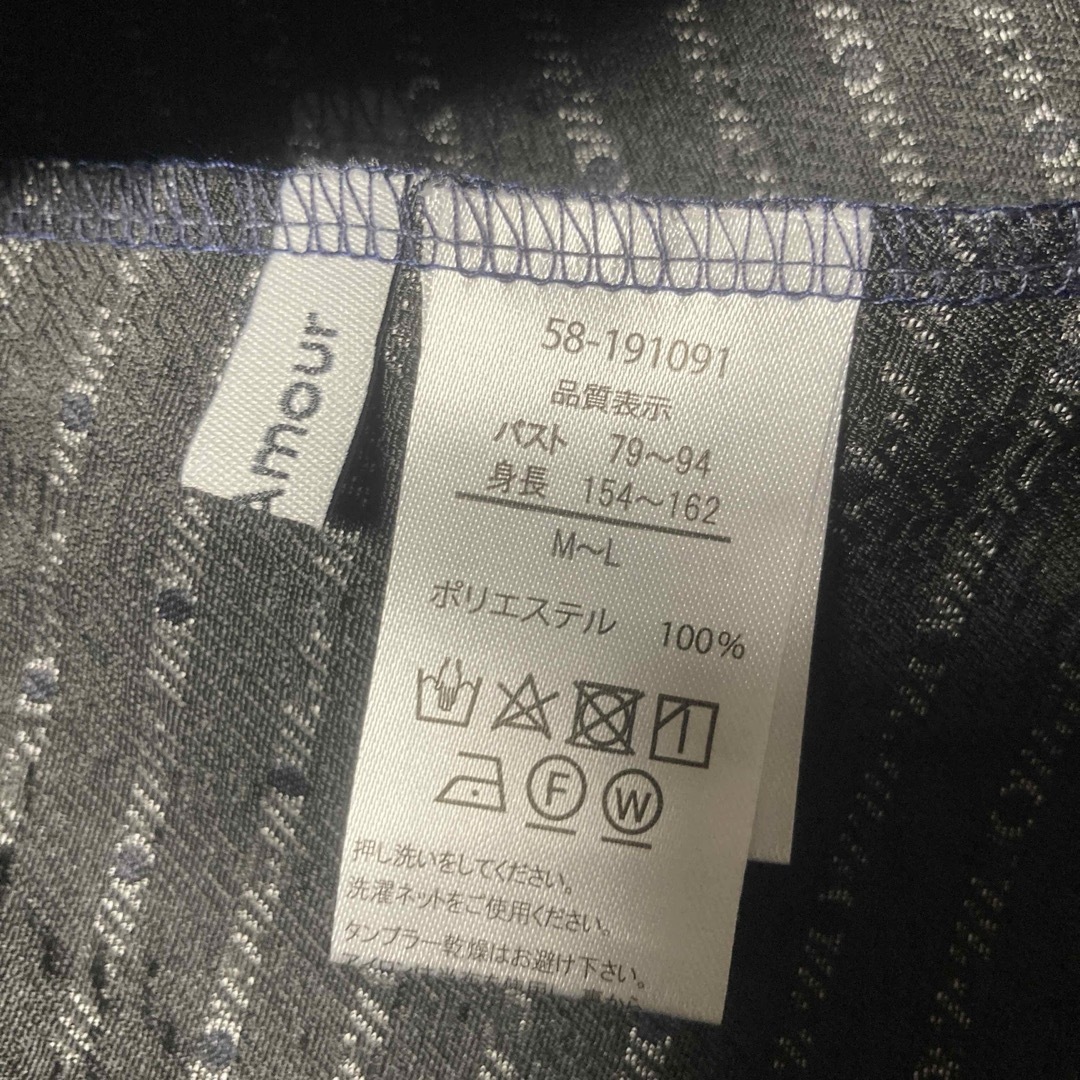 Amour
58-191091
品質表示
バスト 79〜94
身長 154〜162
M〜L
ポリエステル 100%
F W
押し洗いをしてください。
洗濯ネットをご使用ください。
タンブラー乾燥はお避け下さい。